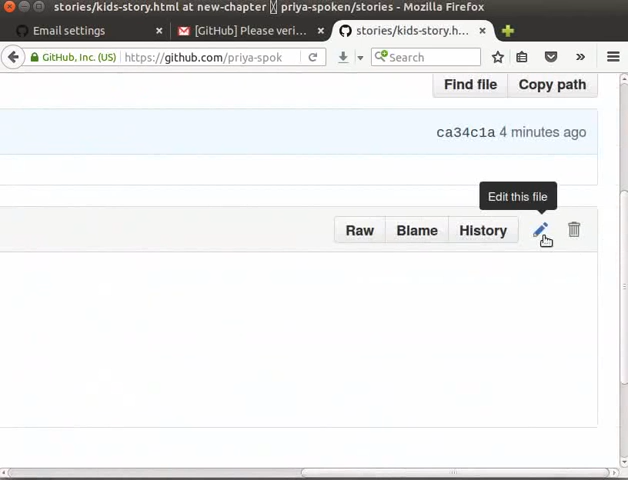 stories/kids-story.html at new-chapter priya-spoken/stories - Mozilla Firefox
Email settings
[GitHub] Please veri...
stories/kids-story.h...
GitHub, Inc. (US)
https://github.com/priya-spok
Search
Find file
Copy path
ca34c1a 4 minutes ago
Edit this file
Raw
Blame
History